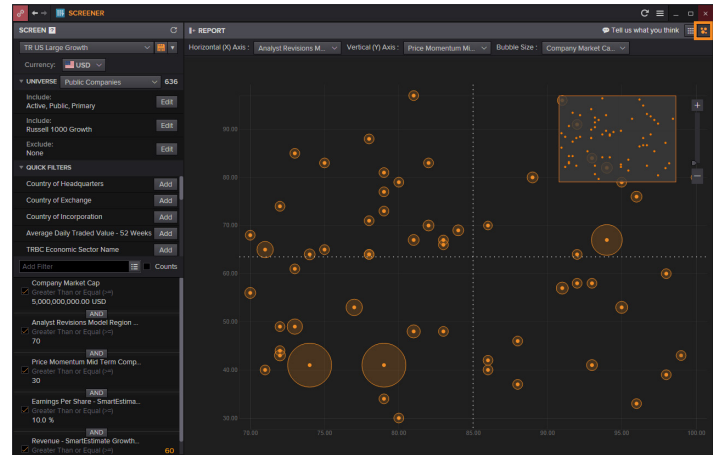 SCREENER
SCREEN
REPORT
Tell us what you think
TR US Large Growth
Horizontal (X) Axis : Analyst Revisions M... Vertical (Y) Axis : Price Momentum Mi... Bubble Size : Company Market Ca...
Currency: USD
UNIVERSE Public Companies 636
Include:
Active, Public, Primary Edit
Include:
Russell 1000 Growth Edit
Exclude:
None Edit
QUICK FILTERS
Country of Headquarters Add
Country of Exchange Add
Country of Incorporation Add
Average Daily Traded Value - 52 Weeks Add
TRBC Economic Sector Name Add
Add Filter Counts
Company Market Cap
Greater Than or Equal (>=)
5,000,000,000.00 USD
AND
Analyst Revisions Model Region ...
Greater Than or Equal (>=)
70
AND
Price Momentum Mid Term Comp...
Greater Than or Equal (>=)
30
AND
Earnings Per Share - SmartEstima...
Greater Than or Equal (>=)
10.0 %
AND
Revenue - SmartEstimate Growth...
Greater Than or Equal (>=)
60
90.00
80.00
70.00
60.00
50.00
40.00
30.00
70.00 75.00 80.00 85.00 90.00 95.00 100.00